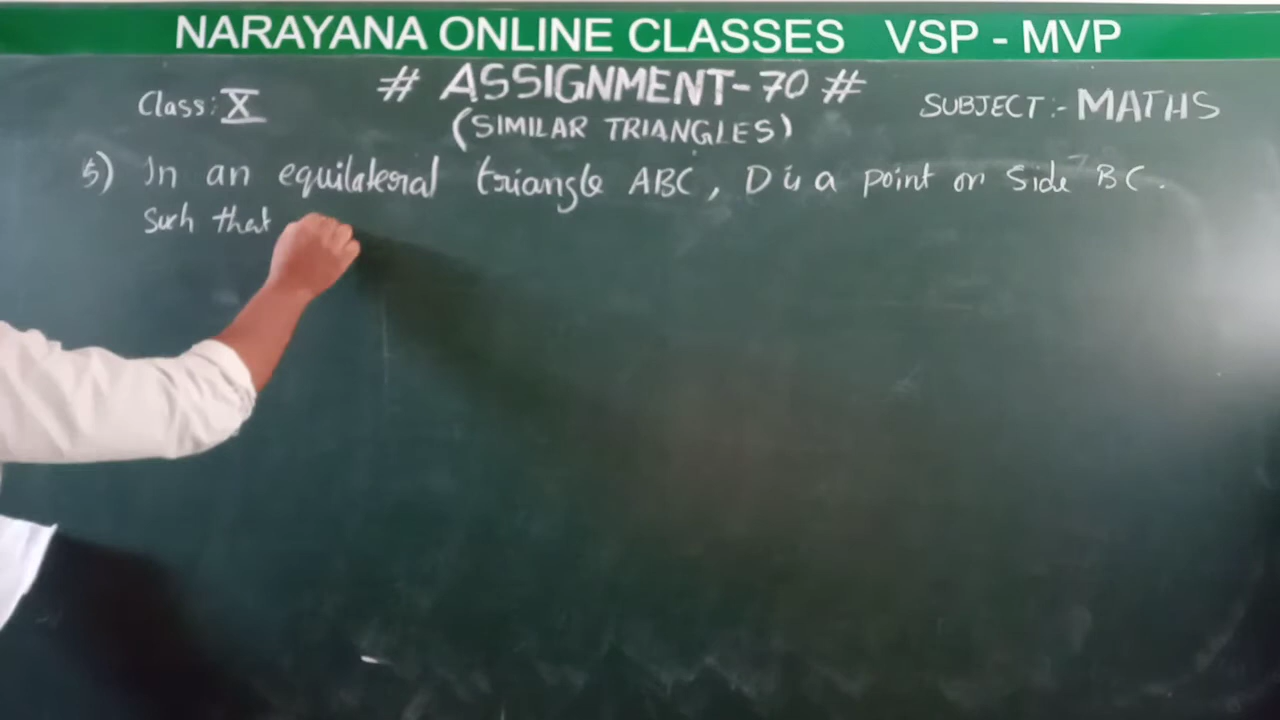 NARAYANA ONLINE CLASSES VSP - MVP
# ASSIGNMENT-70 #
Class: X
SUBJECT:- MATHS
(SIMILAR TRIANGLES)
5) In an equilateral triangle ABC, D is a point on Side BC.
Such that